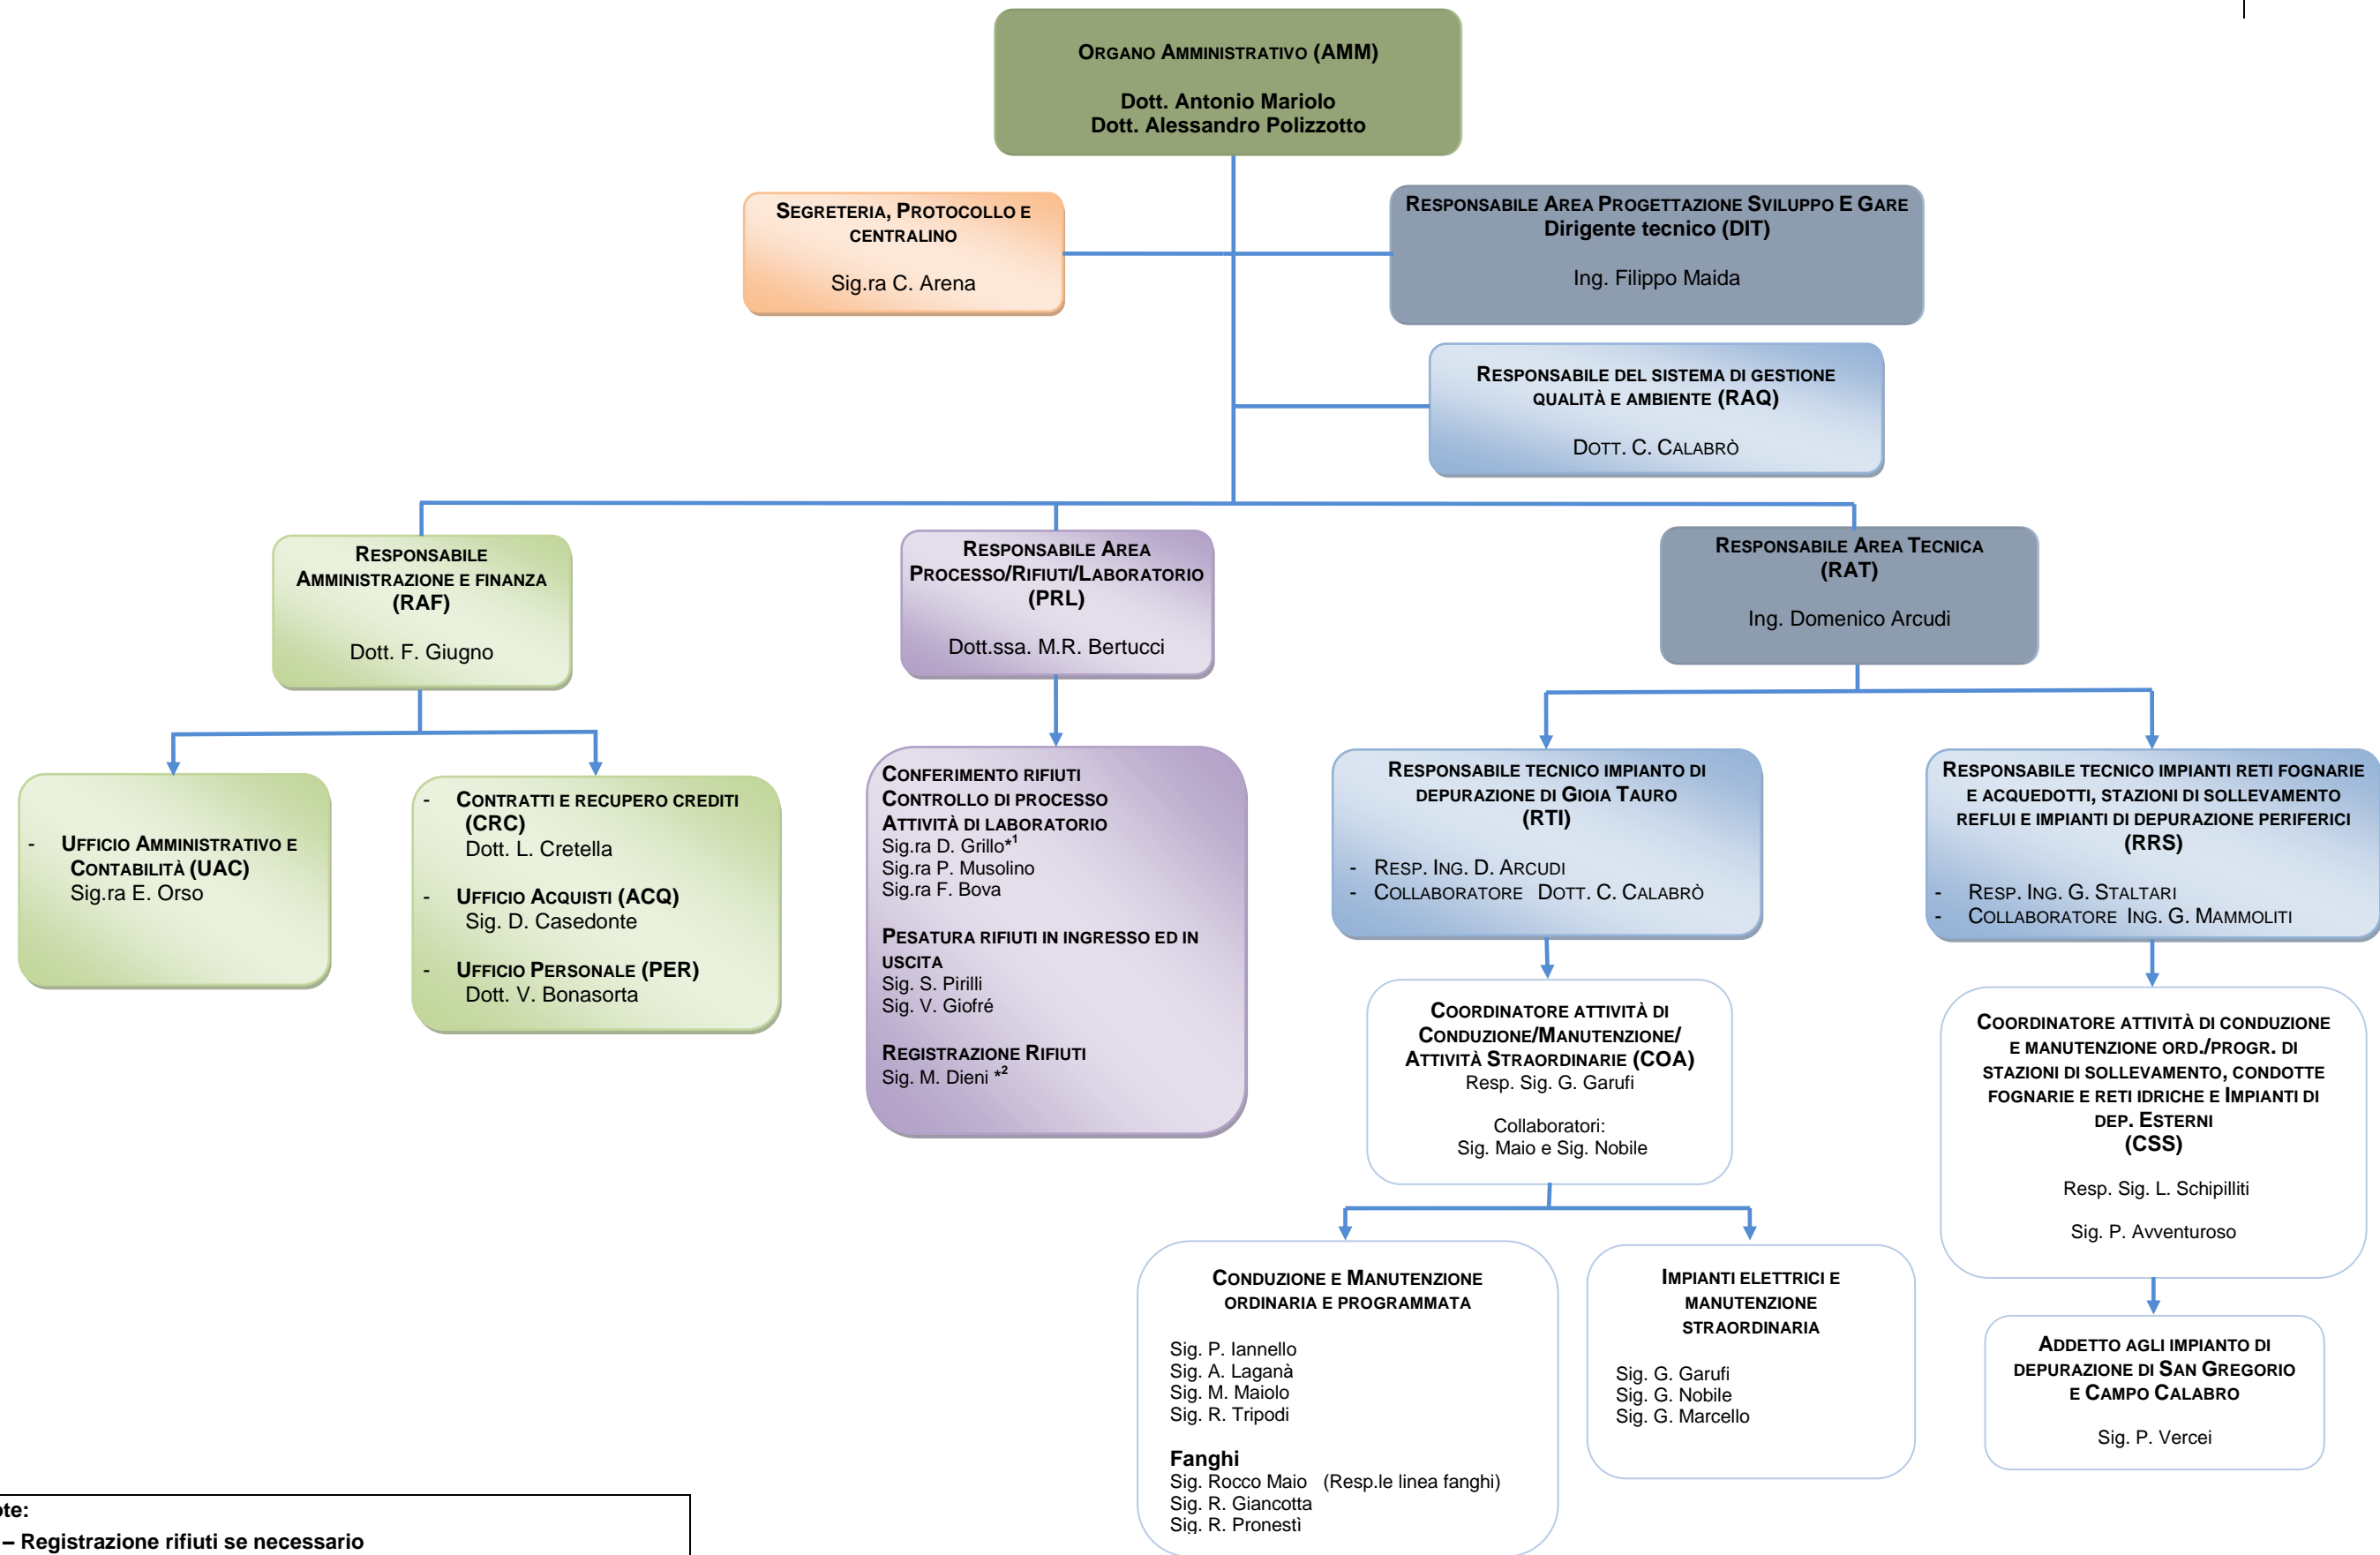 Organo Amministrativo (AMM)
Dott. Antonio Mariolo
Dott. Alessandro Polizzotto
Segreteria, Protocollo e
centralino
Sig.ra C. Arena
Responsabile Area Progettazione Sviluppo E Gare
Dirigente tecnico (DIT)
Ing. Filippo Maida
Responsabile del sistema di gestione
qualità e ambiente (RAQ)
Dott. C. Calabrò
Responsabile
Amministrazione e finanza
(RAF)
Dott. F. Giugno
Responsabile Area
Processo/Rifiuti/Laboratorio
(PRL)
Dott.ssa. M.R. Bertucci
Responsabile Area Tecnica
(RAT)
Ing. Domenico Arcudi
- Ufficio Amministrativo e
Contabilità (UAC)
Sig.ra E. Orso
- Contratti e recupero crediti
(CRC)
Dott. L. Cretella
- Ufficio Acquisti (ACQ)
Sig. D. Casedonte
- Ufficio Personale (PER)
Dott. V. Bonasorta
Conferimento rifiuti
Controllo di processo
Attività di laboratorio
Sig.ra D. Grillo*1
Sig.ra P. Musolino
Sig.ra F. Bova
Pesatura rifiuti in ingresso ed in
uscita
Sig. S. Pirilli
Sig. V. Giofré
Registrazione Rifiuti
Sig. M. Dieni *2
Responsabile tecnico impianto di
depurazione di Gioia Tauro
(RTI)
- Resp. Ing. D. Arcudi
- Collaboratore Dott. C. Calabrò
Responsabile tecnico impianti reti fognarie
e acquedotti, stazioni di sollevamento
reflui e impianti di depurazione periferici
(RRS)
- Resp. Ing. G. Staltari
- Collaboratore Ing. G. Mammoliti
Coordinatore attività di
Conduzione/Manutenzione/
Attività Straordinarie (COA)
Resp. Sig. G. Garufi
Collaboratori:
Sig. Maio e Sig. Nobile
Coordinatore attività di conduzione
e manutenzione ord./progr. di
stazioni di sollevamento, condotte
fognarie e reti idriche e Impianti di
dep. Esterni
(CSS)
Resp. Sig. L. Schipilliti
Sig. P. Avventuroso
Conduzione e Manutenzione
ordinaria e programmata
Sig. P. Iannello
Sig. A. Laganà
Sig. M. Maiolo
Sig. R. Tripodi
Fanghi
Sig. Rocco Maio (Resp.le linea fanghi)
Sig. R. Giancotta
Sig. R. Pronestì
Impianti elettrici e
manutenzione
straordinaria
Sig. G. Garufi
Sig. G. Nobile
Sig. G. Marcello
Addetto agli impianto di
depurazione di San Gregorio
e Campo Calabro
Sig. P. Vercei
ote:
– Registrazione rifiuti se necessario